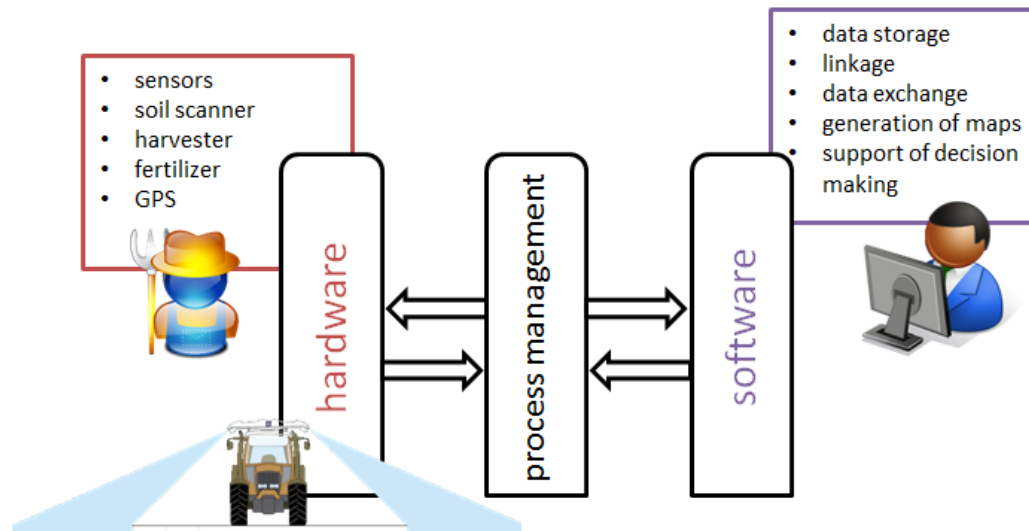 • sensors
• soil scanner
• harvester
• fertilizer
• GPS
• data storage
• linkage
• data exchange
• generation of maps
• support of decision
making
hardware
process management
software